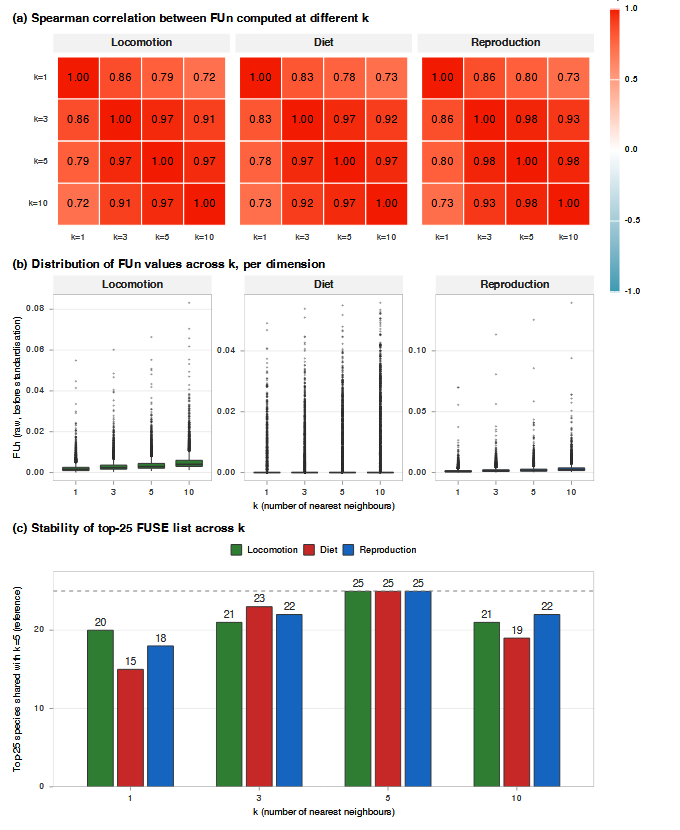 (a) Spearman correlation between FUn computed at different k
Locomotion Diet Reproduction
k=1 1.00 0.86 0.79 0.72 1.00 0.83 0.78 0.73 1.00 0.86 0.80 0.73
k=3 0.86 1.00 0.97 0.91 0.83 1.00 0.97 0.92 0.86 1.00 0.98 0.93
k=5 0.79 0.97 1.00 0.97 0.78 0.97 1.00 0.97 0.80 0.98 1.00 0.98
k=10 0.72 0.91 0.97 1.00 0.73 0.92 0.97 1.00 0.73 0.93 0.98 1.00
k=1 k=3 k=5 k=10 k=1 k=3 k=5 k=10 k=1 k=3 k=5 k=10
1.0
0.5
0.0
-0.5
-1.0
(b) Distribution of FUn values across k, per dimension
Locomotion Diet Reproduction
FUn (raw, before standardisation)
0.08
0.06
0.04
0.02
0.00
0.04
0.02
0.00
0.10
0.05
0.00
1 3 5 10 1 3 5 10 1 3 5 10
k (number of nearest neighbours)
(c) Stability of top-25 FUSE list across k
Locomotion Diet Reproduction
Top-25 species shared with k=5 (reference)
20
10
0
20 15 18 21 23 22 25 25 25 21 19 22
1 3 5 10
k (number of nearest neighbours)